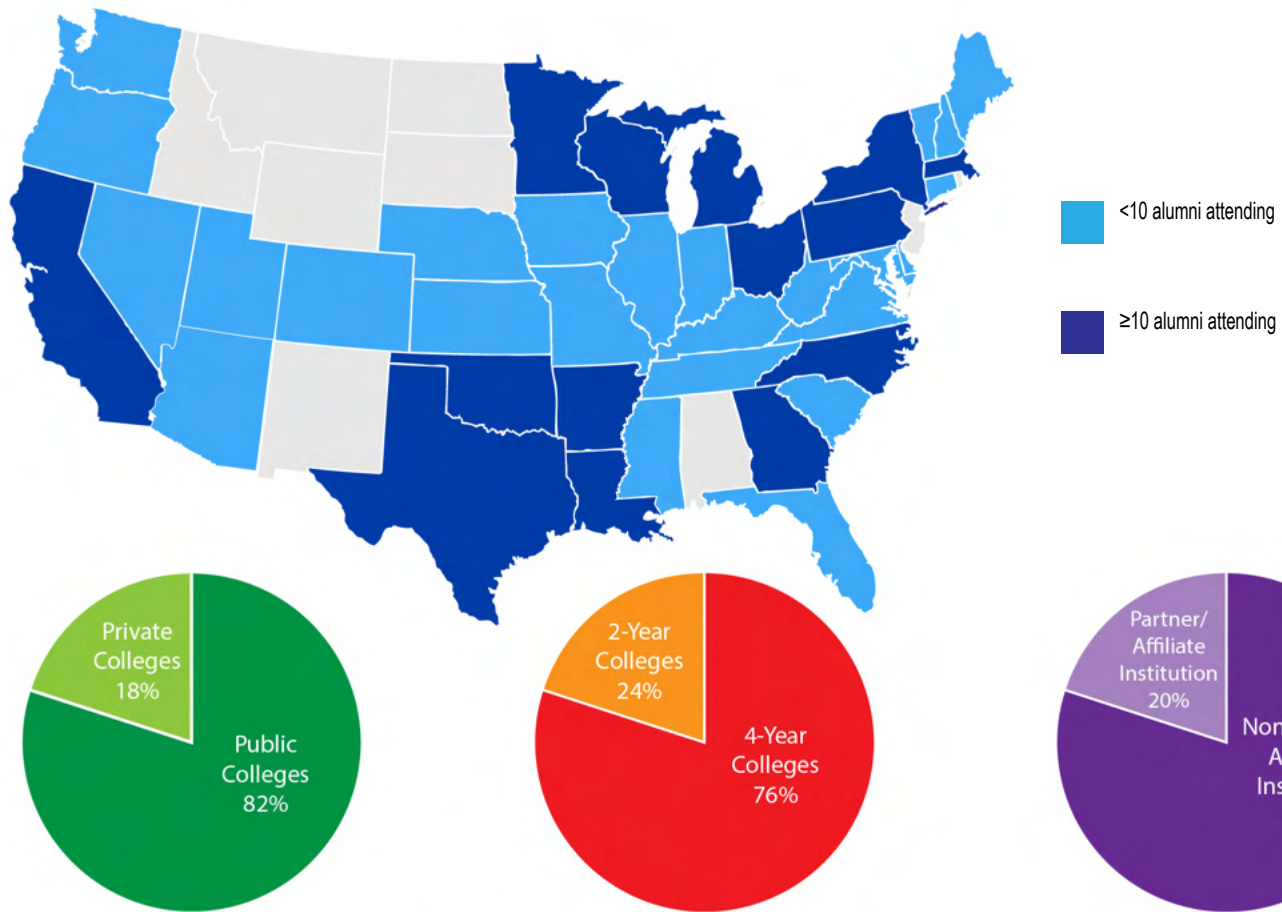 <10 alumni attending
≥10 alumni attending
Private
Colleges
18%
Public
Colleges
82%
2-Year
Colleges
24%
4-Year
Colleges
76%
Partner/
Affiliate
Institution
20%
Non